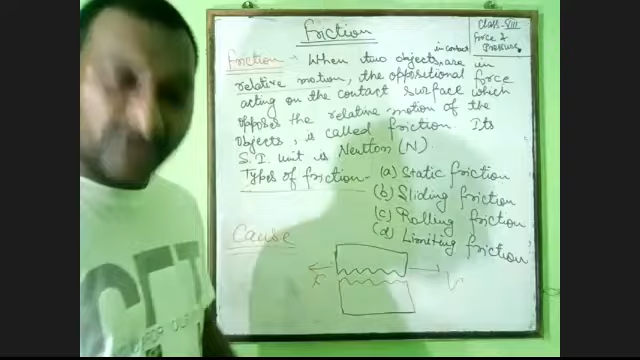 Friction
Class-VIII
Force &
Pressure
in contact
Friction - When two objects are in
relative motion, the oppositional force
acting on the contact surface which
opposes the relative motion of the
objects, is called friction. Its
S.I. unit is Newton (N).
Types of friction - (a) Static friction
(b) Sliding friction
(c) Rolling friction
(d) Limiting friction
Cause